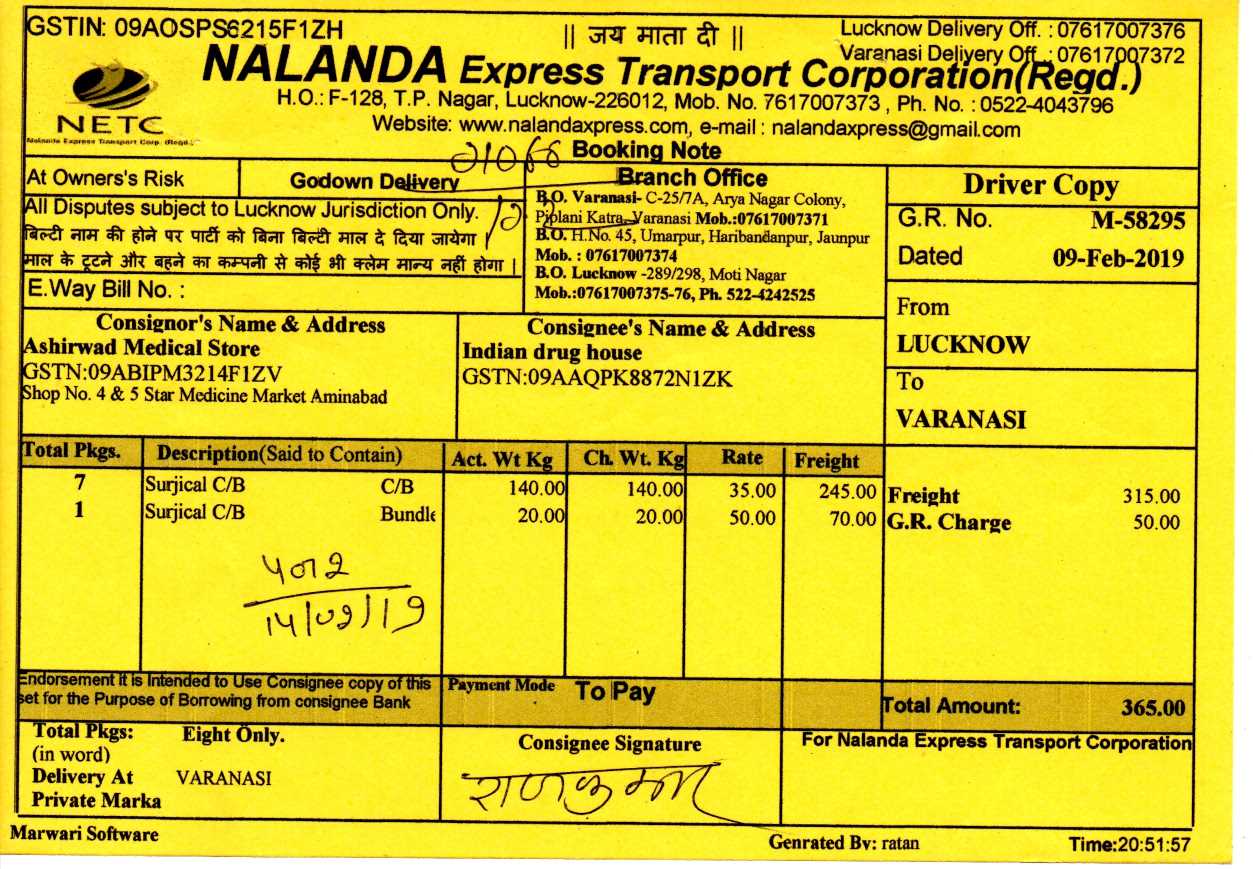 GSTIN: 09AOSPS6215F1ZH
|| जय माता दी ||
Lucknow Delivery Off. : 07617007376
Varanasi Delivery Off. : 07617007372
NALANDA Express Transport Corporation(Regd.)
H.O.: F-128, T.P. Nagar, Lucknow-226012, Mob. No. 7617007373 , Ph. No. : 0522-4043796
NETC
Website: www.nalandaxpress.com, e-mail : nalandaxpress@gmail.com
Nalanda Express Transport Corp. (Regd.)
Booking Note
At Owners's Risk
Godown Delivery
Branch Office
Driver Copy
All Disputes subject to Lucknow Jurisdiction Only.
बिल्टी नाम की होने पर पार्टी को बिना बिल्टी माल दे दिया जायेगा |
माल के टूटने और बहने का कम्पनी से कोई भी क्लेम मान्य नहीं होगा |
E.Way Bill No. :
B.O. Varanasi- C-25/7A, Arya Nagar Colony,
Piplani Katra, Varanasi Mob.:07617007371
B.O. H.No. 45, Umarpur, Haribandanpur, Jaunpur
Mob. : 07617007374
B.O. Lucknow -289/298, Moti Nagar
Mob.:07617007375-76, Ph. 522-4242525
G.R. No. M-58295
Dated 09-Feb-2019
From
LUCKNOW
To
VARANASI
Consignor's Name & Address
Ashirwad Medical Store
GSTN:09ABIPM3214F1ZV
Shop No. 4 & 5 Star Medicine Market Aminabad
Consignee's Name & Address
Indian drug house
GSTN:09AAQPK8872N1ZK
Total Pkgs. Description(Said to Contain) Act. Wt Kg Ch. Wt. Kg Rate Freight
7 Surjical C/B C/B 140.00 140.00 35.00 245.00
1 Surjical C/B Bundle 20.00 20.00 50.00 70.00
Freight 315.00
G.R. Charge 50.00
14/02/19
Endorsement it is Intended to Use Consignee copy of this
set for the Purpose of Borrowing from consignee Bank
Payment Mode To Pay
Total Amount: 365.00
Total Pkgs: Eight Only.
(in word)
Delivery At VARANASI
Private Marka
Consignee Signature
राजकुमार
For Nalanda Express Transport Corporation
Marwari Software
Genrated By: ratan
Time:20:51:57